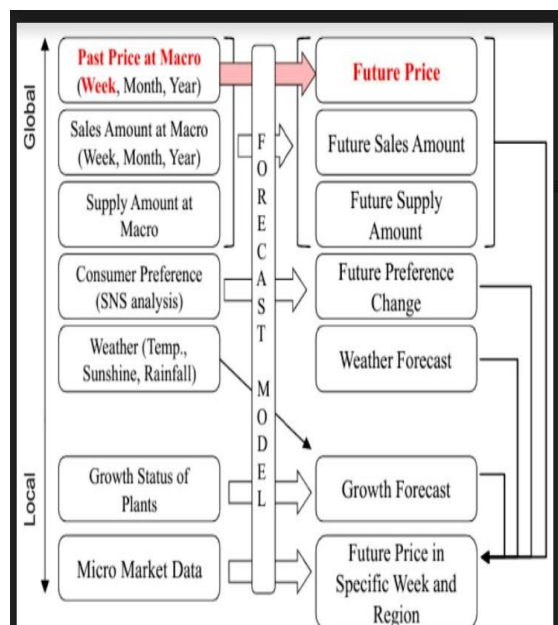 Global
Local
Past Price at Macro
(Week, Month, Year)
Sales Amount at Macro
(Week, Month, Year)
Supply Amount at
Macro
Consumer Preference
(SNS analysis)
Weather (Temp.,
Sunshine, Rainfall)
Growth Status of
Plants
Micro Market Data
FORECAST MODEL
Future Price
Future Sales Amount
Future Supply
Amount
Future Preference
Change
Weather Forecast
Growth Forecast
Future Price in
Specific Week and
Region